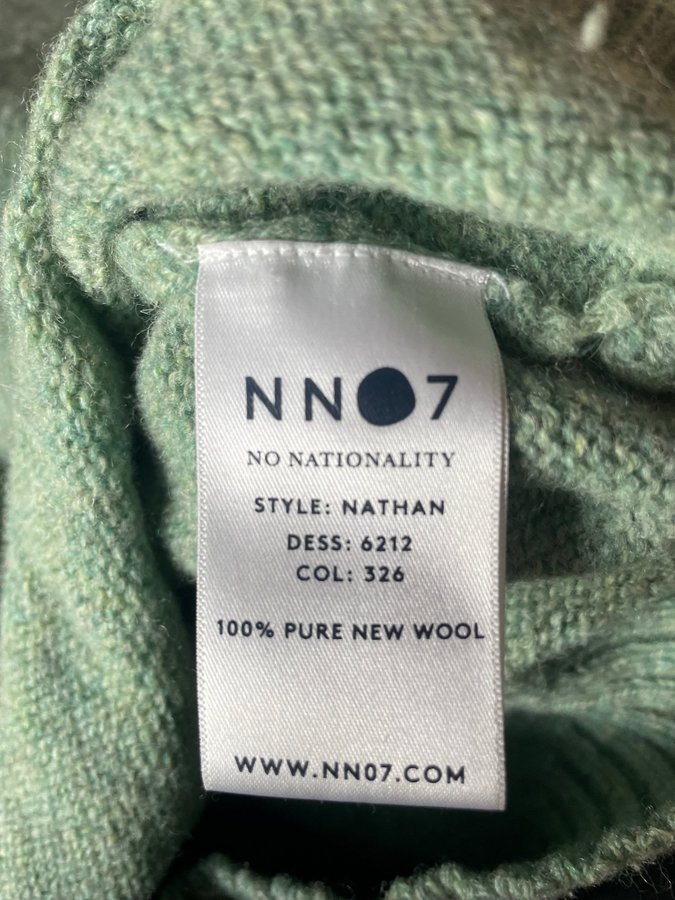 NN07
NO NATIONALITY
STYLE: NATHAN
DESS: 6212
COL: 326
100% PURE NEW WOOL
WWW.NN07.COM